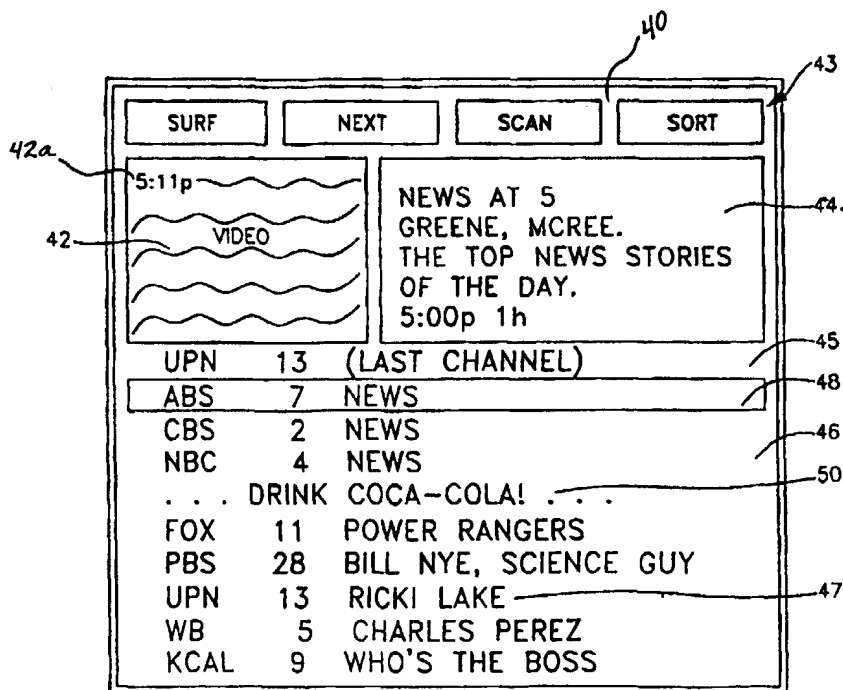 40
43
SURF NEXT SCAN SORT
42a
5:11p
42
VIDEO
NEWS AT 5
GREENE, MCREE.
THE TOP NEWS STORIES
OF THE DAY.
5:00p 1h
44.
UPN 13 (LAST CHANNEL) 45
ABS 7 NEWS 48
CBS 2 NEWS
NBC 4 NEWS 46
. . . DRINK COCA-COLA! . . . 50
FOX 11 POWER RANGERS
PBS 28 BILL NYE, SCIENCE GUY
UPN 13 RICKI LAKE 47
WB 5 CHARLES PEREZ
KCAL 9 WHO'S THE BOSS